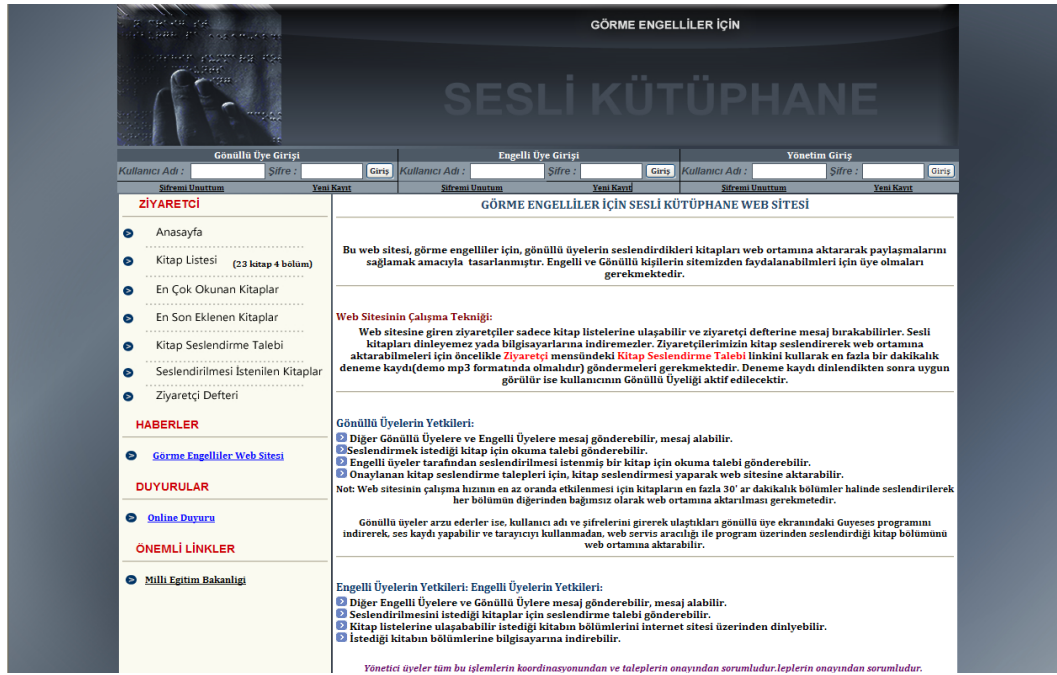 GÖRME ENGELLİLER İÇİN
SESLİ KÜTÜPHANE
Gönüllü Üye Girişi
Engelli Üye Girişi
Yönetim Giriş
Kullanıcı Adı : Şifre : Giriş
Kullanıcı Adı : Şifre : Giriş
Kullanıcı Adı : Şifre : Giriş
Şifremi Unuttum Yeni Kayıt
Şifremi Unutum Yeni Kayıt
Şifremi Unuttum Yeni Kayıt
ZİYARETCİ
Anasayfa
Kitap Listesi (23 kitap 4 bölüm)
En Çok Okunan Kitaplar
En Son Eklenen Kitaplar
Kitap Seslendirme Talebi
Seslendirilmesi İstenilen Kitaplar
Ziyaretçi Defteri
HABERLER
Görme Engelliler Web Sitesi
DUYURULAR
Online Duyuru
ÖNEMLİ LİNKLER
Milli Egitim Bakanligi
GÖRME ENGELLİLER İÇİN SESLİ KÜTÜPHANE WEB SİTESİ
Bu web sitesi, görme engelliler için, gönüllü üyelerin seslendirdikleri kitapları web ortamına aktararak paylaşmalarını
sağlamak amacıyla tasarlanmıştır. Engelli ve Gönüllü kişilerin sitemizden faydalanabilmleri için üye olmaları
gerekmektedir.
Web Sitesinin Çalışma Tekniği:
Web sitesine giren ziyaretçiler sadece kitap listelerine ulaşabilir ve ziyaretçi defterine mesaj bırakabilirler. Sesli
kitapları dinleyemez yada bilgisayarlarına indiremezler. Ziyaretçilerimizin kitap seslendirerek web ortamına
aktarabilmeleri için öncelikle Ziyaretçi mensündeki Kitap Seslendirme Talebi linkini kullarak en fazla bir dakikalık
deneme kaydı(demo mp3 formatında olmalıdır) göndermeleri gerekmektedir. Deneme kaydı dinlendikten sonra uygun
görülür ise kullanıcının Gönüllü Üyeliği aktif edilecektir.
Gönüllü Üyelerin Yetkileri:
Diğer Gönüllü Üyelere ve Engelli Üyelere mesaj gönderebilir, mesaj alabilir.
Seslendirmek istediği kitap için okuma talebi gönderebilir.
Engelli üyeler tarafından seslendirilmesi istenmiş bir kitap için okuma talebi gönderebilir.
Onaylanan kitap seslendirme talepleri için, kitap seslendirmesi yaparak web sitesine aktarabilir.
Not: Web sitesinin çalışma hızının en az oranda etkilenmesi için kitapların en fazla 30' ar dakikalık bölümler halinde seslendirilerek
her bölümün diğerinden bağımsız olarak web ortamına aktarılması gerekmetedir.
Gönüllü üyeler arzu ederler ise, kullanıcı adı ve şifrelerini girerek ulaştıkları gönüllü üye ekranındaki Guyeses programını
indirerek, ses kaydı yapabilir ve tarayıcıyı kullanmadan, web servis aracılığı ile program üzerinden seslendirdiği kitap bölümünü
web ortamına aktarabilir.
Engelli Üyelerin Yetkileri: Engelli Üyelerin Yetkileri:
Diğer Engelli Üyelere ve Gönüllü Üylere mesaj gönderebilir, mesaj alabilir.
Seslendirilmesini istediği kitaplar için seslendirme talebi gönderebilir.
Kitap listelerine ulaşababilir istediği kitabın bölümlerini internet sitesi üzerinden dinlyebilir.
İstediği kitabın bölümlerine bilgisayarına indirebilir.
Yönetici üyeler tüm bu işlemlerin koordinasyonundan ve taleplerin onayından sorumludur.leplerin onayından sorumludur.